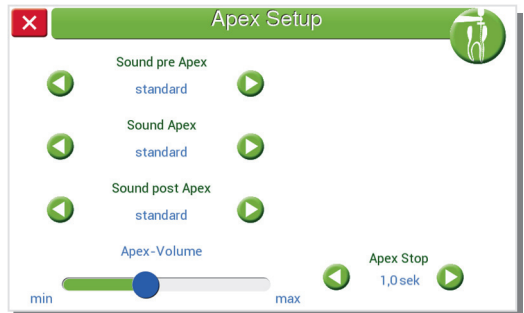 Apex Setup
Sound pre Apex
standard
Sound Apex
standard
Sound post Apex
standard
Apex-Volume
min
max
Apex Stop
1,0 sek